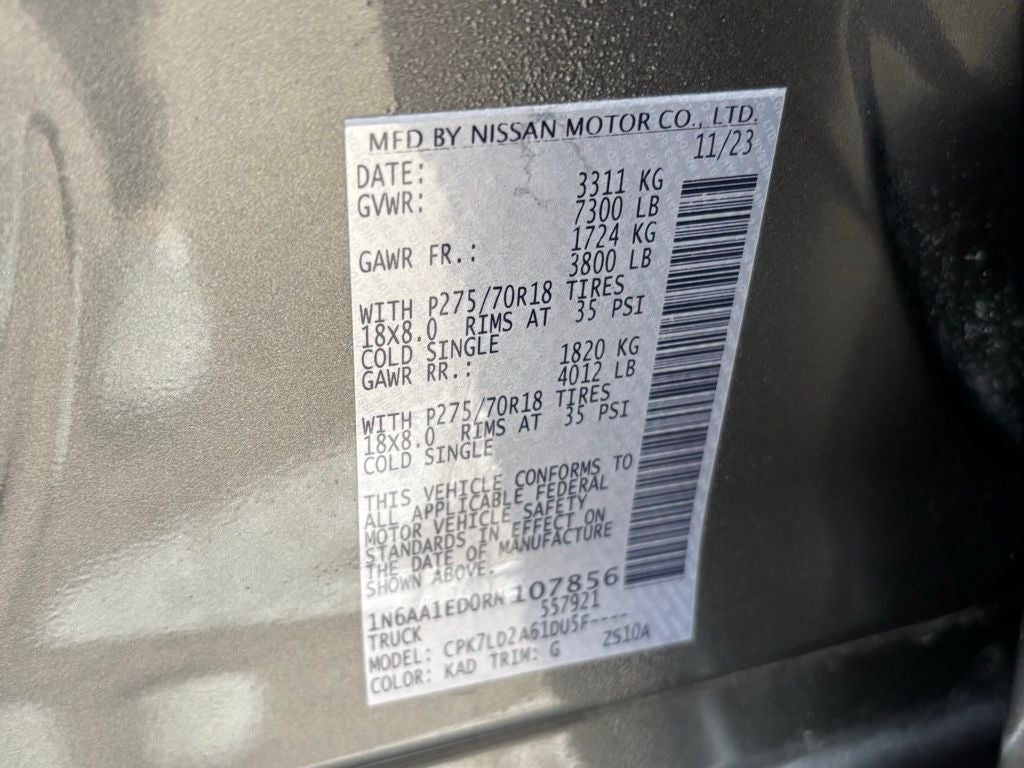 MFD BY NISSAN MOTOR CO., LTD.
DATE: 11/23
GVWR: 3311 KG
7300 LB
GAWR FR.: 1724 KG
3800 LB
WITH P275/70R18 TIRES
18X8.0 RIMS AT 35 PSI
COLD SINGLE
GAWR RR.: 1820 KG
4012 LB
WITH P275/70R18 TIRES
18X8.0 RIMS AT 35 PSI
COLD SINGLE
THIS VEHICLE CONFORMS TO
ALL APPLICABLE FEDERAL
MOTOR VEHICLE SAFETY
STANDARDS IN EFFECT ON
THE DATE OF MANUFACTURE
SHOWN ABOVE.
1N6AA1ED0RN107856
TRUCK 557921
MODEL: CPK7LD2A61DU5F----
COLOR: KAD TRIM: G ZS10A